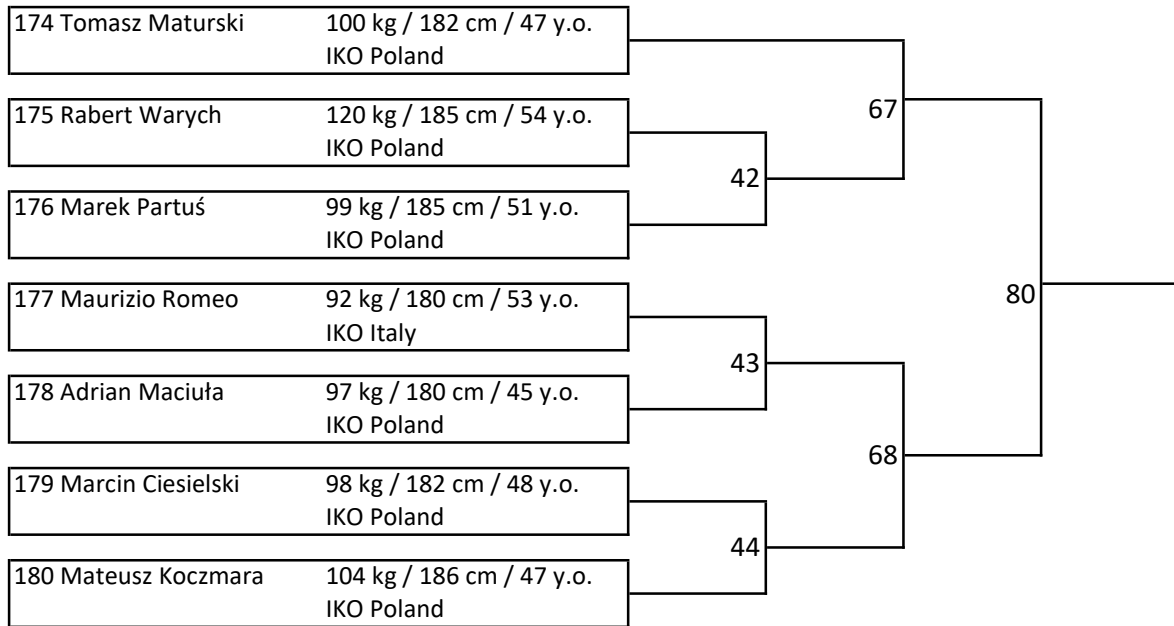 174 Tomasz Maturski 100 kg / 182 cm / 47 y.o.
IKO Poland
175 Rabert Warych 120 kg / 185 cm / 54 y.o.
IKO Poland
67
42
176 Marek Partuś 99 kg / 185 cm / 51 y.o.
IKO Poland
177 Maurizio Romeo 92 kg / 180 cm / 53 y.o.
IKO Italy
80
43
178 Adrian Maciuła 97 kg / 180 cm / 45 y.o.
IKO Poland
68
179 Marcin Ciesielski 98 kg / 182 cm / 48 y.o.
IKO Poland
44
180 Mateusz Koczmara 104 kg / 186 cm / 47 y.o.
IKO Poland